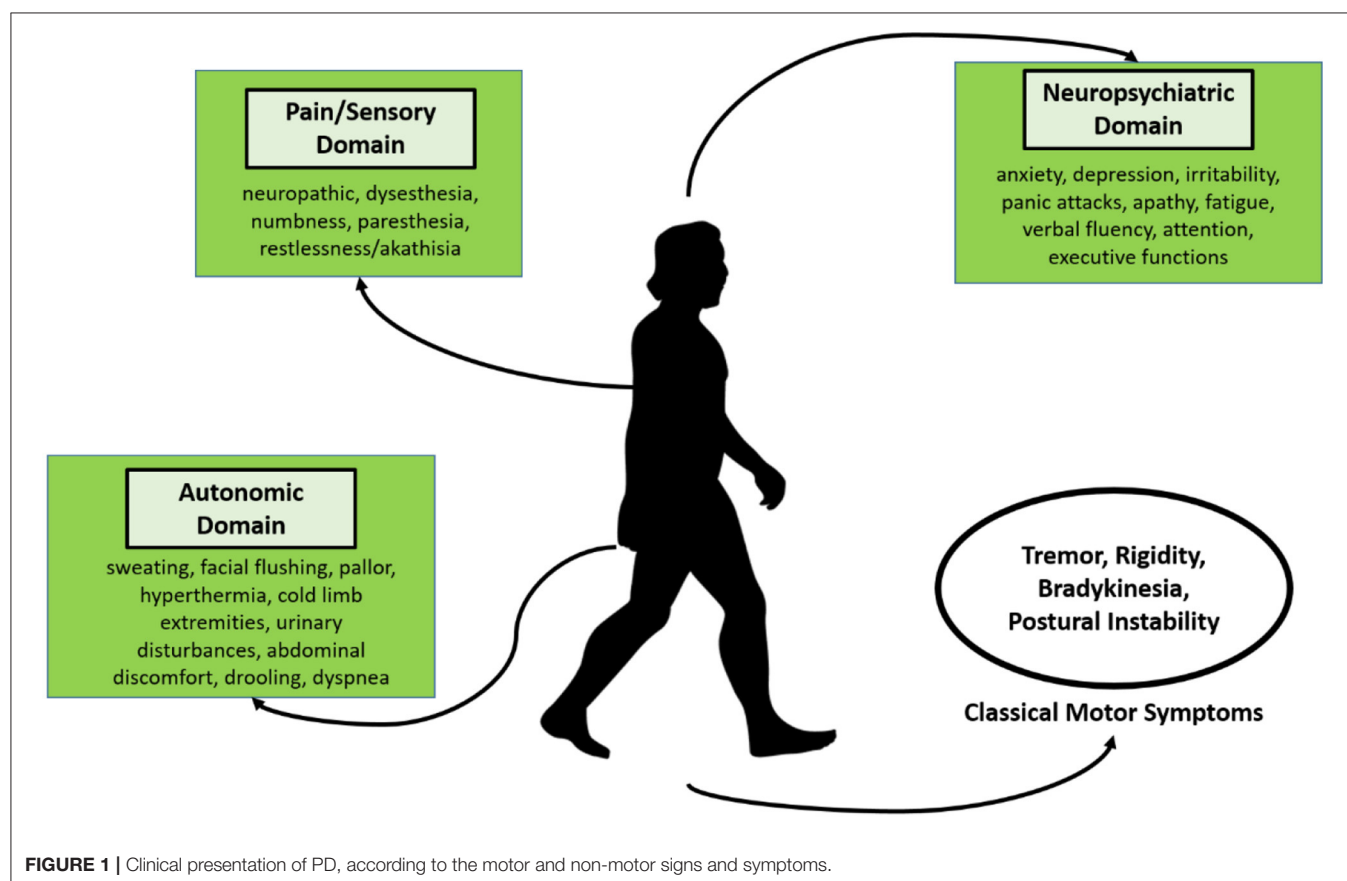 Pain/Sensory
Domain
neuropathic, dysesthesia,
numbness, paresthesia,
restlessness/akathisia
Neuropsychiatric
Domain
anxiety, depression, irritability,
panic attacks, apathy, fatigue,
verbal fluency, attention,
executive functions
Autonomic
Domain
sweating, facial flushing, pallor,
hyperthermia, cold limb
extremities, urinary
disturbances, abdominal
discomfort, drooling, dyspnea
Tremor, Rigidity,
Bradykinesia,
Postural Instability
Classical Motor Symptoms
FIGURE 1 | Clinical presentation of PD, according to the motor and non-motor signs and symptoms.